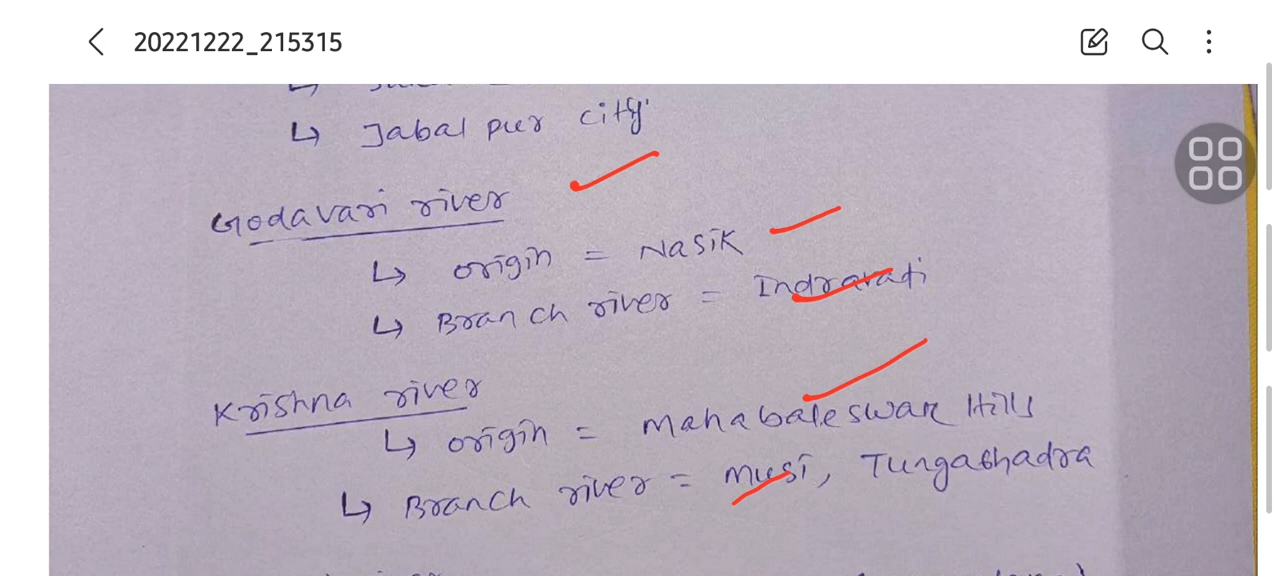 20221222_215315
↳ Jabal pur city
Godavari river
↳ origin = Nasik
↳ Branch river = Indravati
Krishna river
↳ origin = Mahabaleswar Hills
↳ Branch river = Musi, Tungabhadra